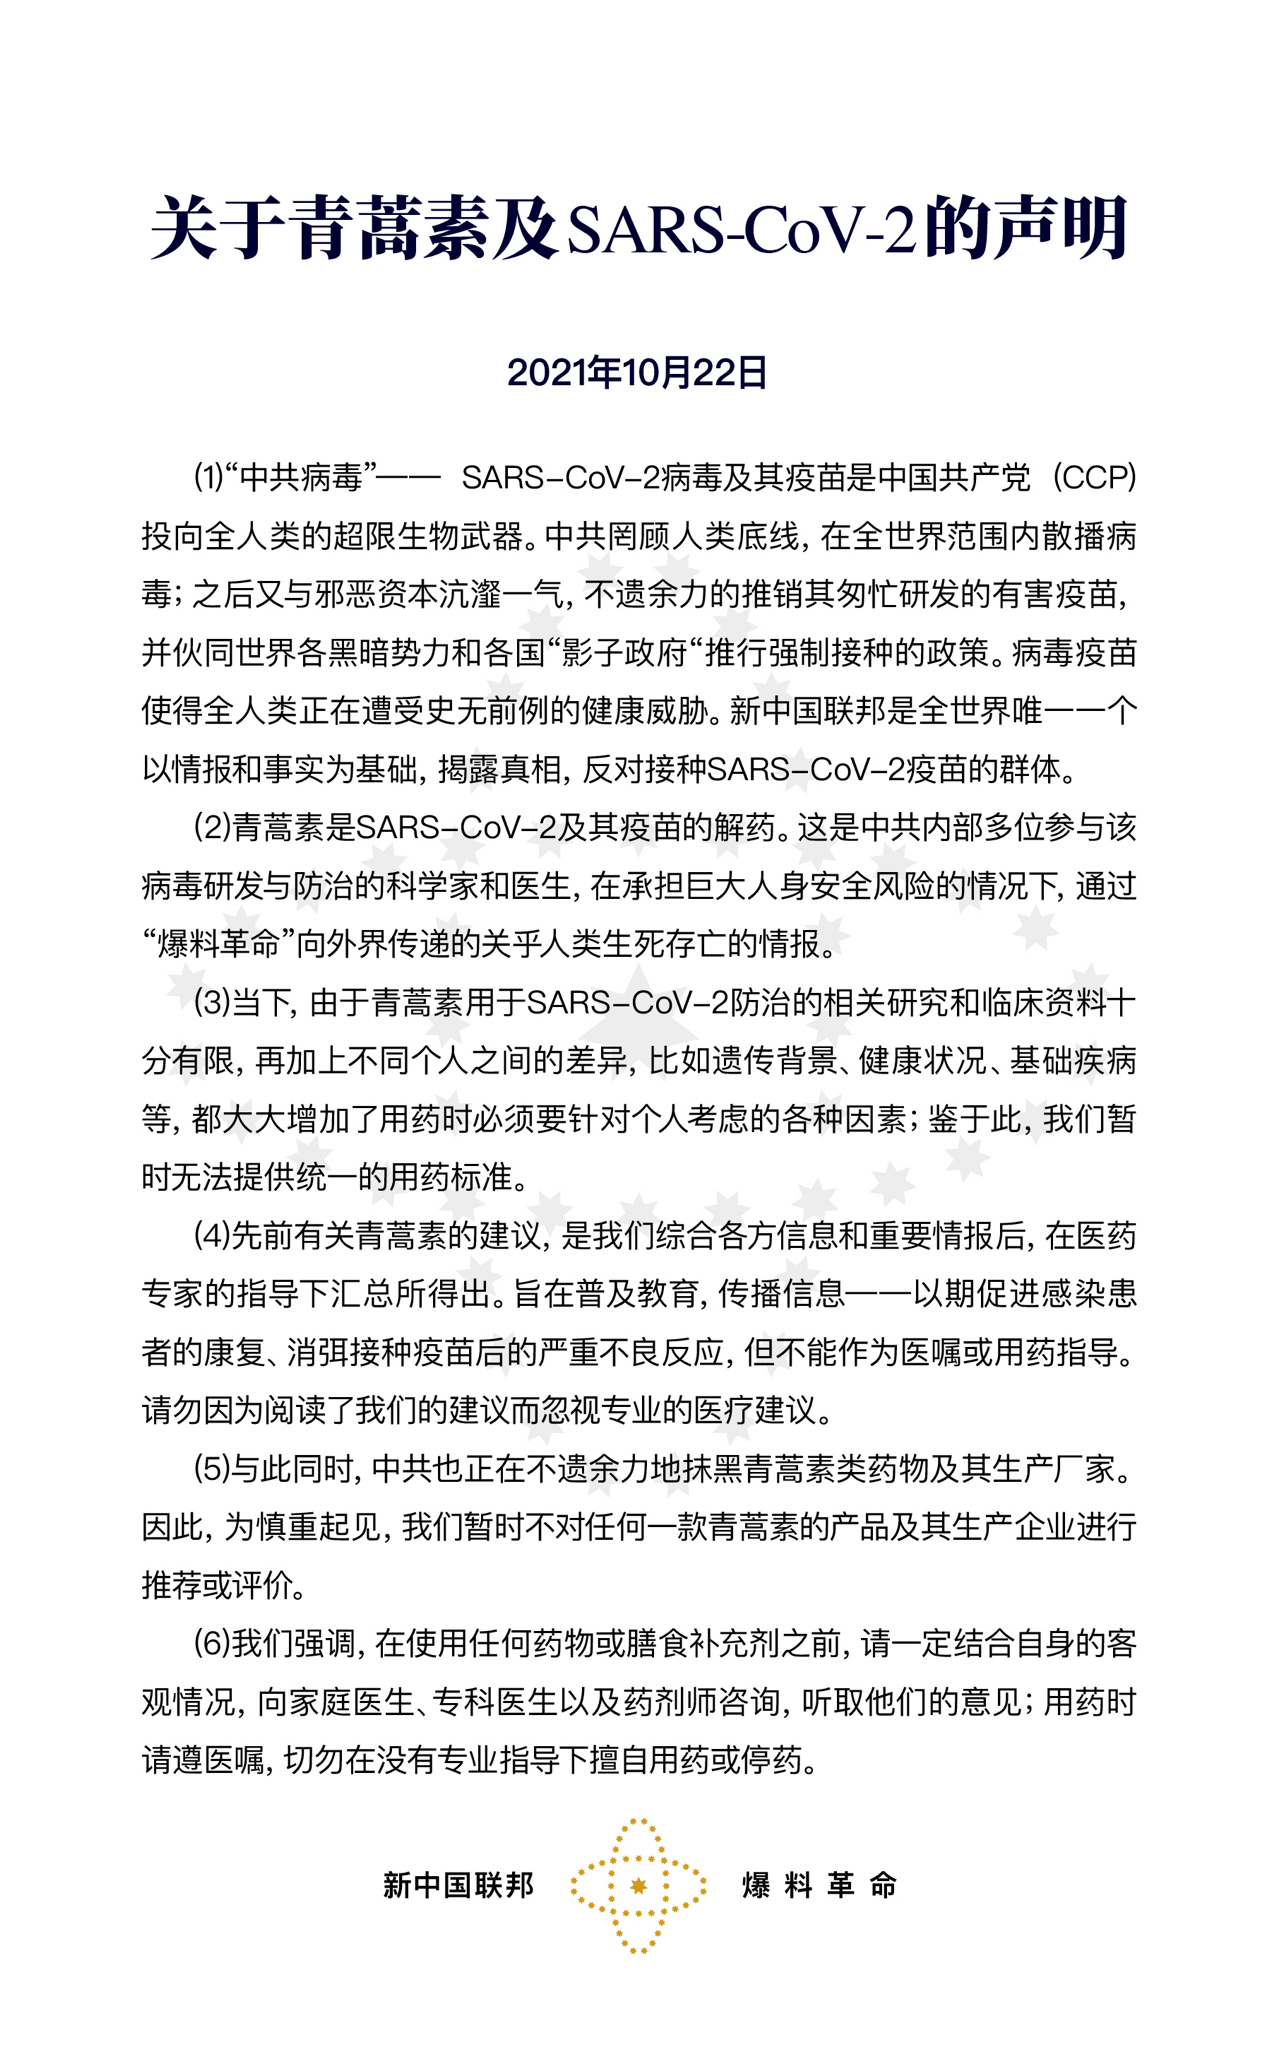 关于青蒿素及SARS-CoV-2的声明
2021年10月22日
(1)“中共病毒”—— SARS-CoV-2病毒及其疫苗是中国共产党 (CCP)
投向全人类的超限生物武器。中共罔顾人类底线, 在全世界范围内散播病
毒; 之后又与邪恶资本沆瀣一气, 不遗余力的推销其匆忙研发的有害疫苗,
并伙同世界各黑暗势力和各国“影子政府“推行强制接种的政策。病毒疫苗
使得全人类正在遭受史无前例的健康威胁。新中国联邦是全世界唯一一个
以情报和事实为基础, 揭露真相, 反对接种SARS-CoV-2疫苗的群体。
(2)青蒿素是SARS-CoV-2及其疫苗的解药。这是中共内部多位参与该
病毒研发与防治的科学家和医生, 在承担巨大人身安全风险的情况下, 通过
“爆料革命”向外界传递的关乎人类生死存亡的情报。
(3)当下, 由于青蒿素用于SARS-CoV-2防治的相关研究和临床资料十
分有限, 再加上不同个人之间的差异, 比如遗传背景、健康状况、基础疾病
等, 都大大增加了用药时必须要针对个人考虑的各种因素; 鉴于此, 我们暂
时无法提供统一的用药标准。
(4)先前有关青蒿素的建议, 是我们综合各方信息和重要情报后, 在医药
专家的指导下汇总所得出。旨在普及教育, 传播信息——以期促进感染患
者的康复、消弭接种疫苗后的严重不良反应, 但不能作为医嘱或用药指导。
请勿因为阅读了我们的建议而忽视专业的医疗建议。
(5)与此同时, 中共也正在不遗余力地抹黑青蒿素类药物及其生产厂家。
因此, 为慎重起见, 我们暂时不对任何一款青蒿素的产品及其生产企业进行
推荐或评价。
(6)我们强调, 在使用任何药物或膳食补充剂之前, 请一定结合自身的客
观情况, 向家庭医生、专科医生以及药剂师咨询, 听取他们的意见; 用药时
请遵医嘱, 切勿在没有专业指导下擅自用药或停药。
新中国联邦 爆料革命